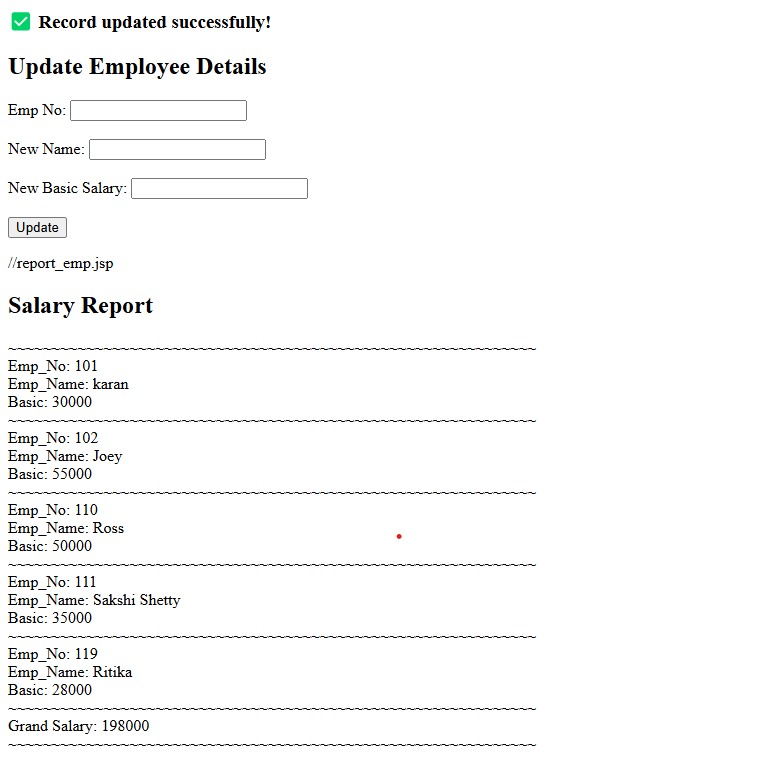 Record updated successfully!
Update Employee Details
Emp No:
New Name:
New Basic Salary:
Update
//report_emp.jsp
Salary Report
~~~~~~~~~~~~~~~~~~~~~~~~~~~~~~~~~~~~~~~~~~~~~~~~~~~~~~~~~~~~~~~~~~
Emp_No: 101
Emp_Name: karan
Basic: 30000
~~~~~~~~~~~~~~~~~~~~~~~~~~~~~~~~~~~~~~~~~~~~~~~~~~~~~~~~~~~~~~~~~~
Emp_No: 102
Emp_Name: Joey
Basic: 55000
~~~~~~~~~~~~~~~~~~~~~~~~~~~~~~~~~~~~~~~~~~~~~~~~~~~~~~~~~~~~~~~~~~
Emp_No: 110
Emp_Name: Ross
Basic: 50000
~~~~~~~~~~~~~~~~~~~~~~~~~~~~~~~~~~~~~~~~~~~~~~~~~~~~~~~~~~~~~~~~~~
Emp_No: 111
Emp_Name: Sakshi Shetty
Basic: 35000
~~~~~~~~~~~~~~~~~~~~~~~~~~~~~~~~~~~~~~~~~~~~~~~~~~~~~~~~~~~~~~~~~~
Emp_No: 119
Emp_Name: Ritika
Basic: 28000
~~~~~~~~~~~~~~~~~~~~~~~~~~~~~~~~~~~~~~~~~~~~~~~~~~~~~~~~~~~~~~~~~~
Grand Salary: 198000
~~~~~~~~~~~~~~~~~~~~~~~~~~~~~~~~~~~~~~~~~~~~~~~~~~~~~~~~~~~~~~~~~~